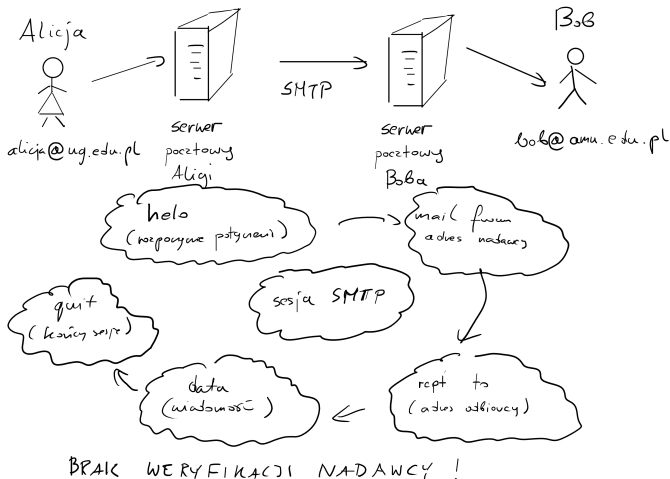 Alicja
Bob
SMTP
alicja@ug.edu.pl
serwer
pocztowy
Alicji
serwer
pocztowy
Boba
bob@amu.edu.pl
helo
(rozpoczyna połączenie)
mail from
adres nadawcy
sesja SMTP
quit
(kończy sesję)
data
(wiadomość)
rcpt to
(adres odbiorcy)
BRAK WERYFIKACJI NADAWCY !